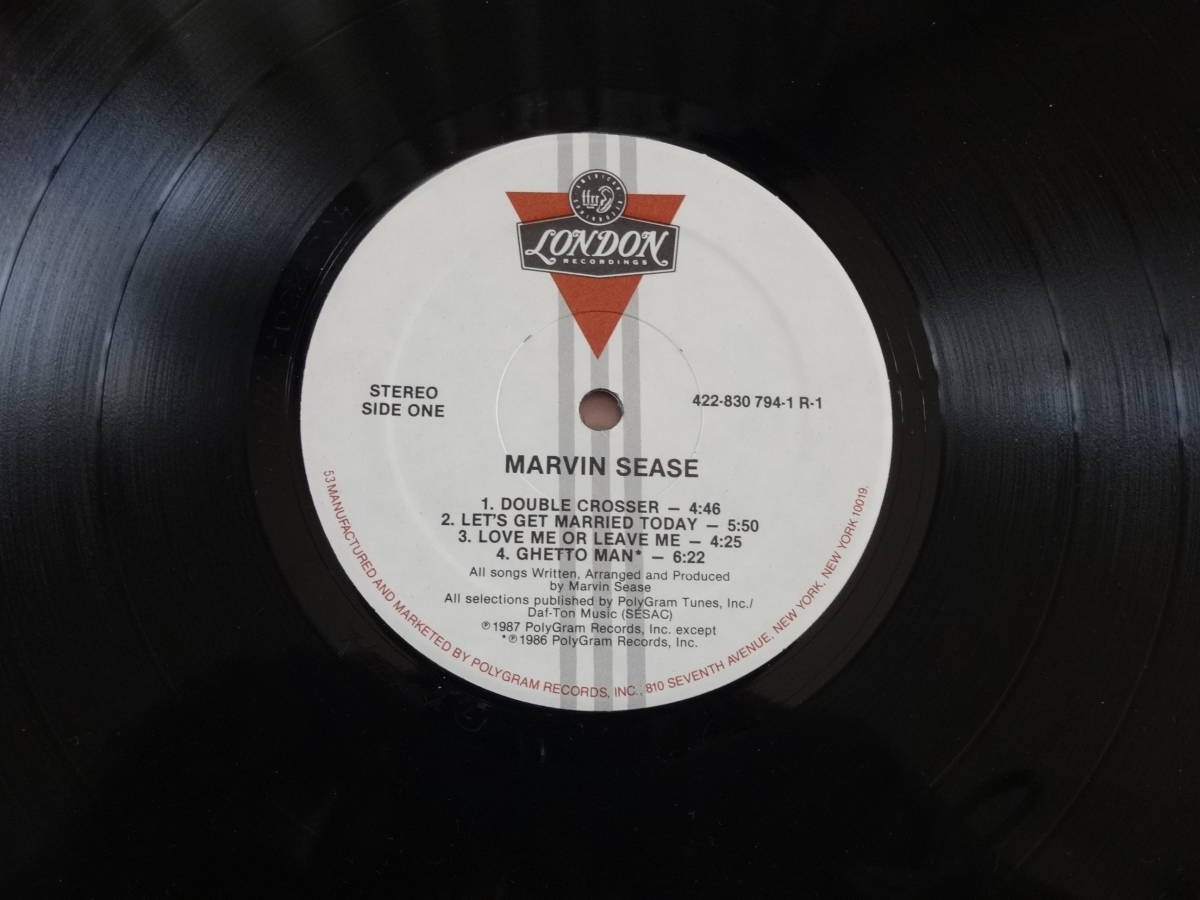 AMERICAN
ffrr
RECORDINGS
LONDON
RECORDINGS
STEREO
SIDE ONE
422-830 794-1 R-1
MARVIN SEASE
1. DOUBLE CROSSER — 4:46
2. LET'S GET MARRIED TODAY — 5:50
3. LOVE ME OR LEAVE ME — 4:25
4. GHETTO MAN* — 6:22
All songs Written, Arranged and Produced
by Marvin Sease
All selections published by PolyGram Tunes, Inc./
Daf-Ton Music (SESAC)
℗1987 PolyGram Records, Inc. except
*℗1986 PolyGram Records, Inc.
53 MANUFACTURED AND MARKETED BY POLYGRAM RECORDS, INC., 810 SEVENTH AVENUE, NEW YORK, NEW YORK 10019.